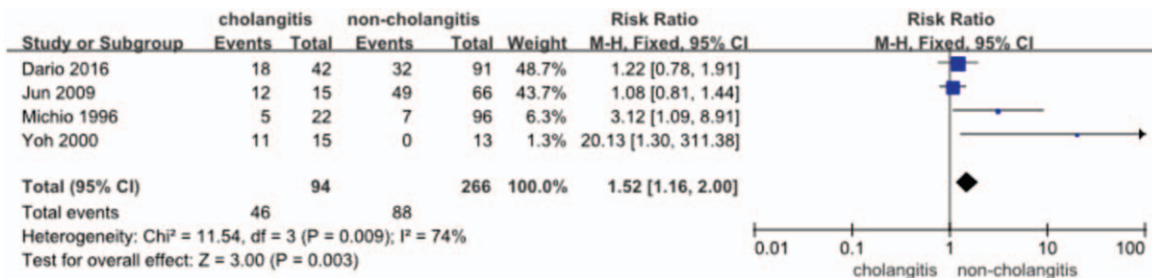 cholangitis non-cholangitis Risk Ratio Risk Ratio
Study or Subgroup Events Total Events Total Weight M-H, Fixed, 95% CI M-H, Fixed, 95% CI
Dario 2016 18 42 32 91 48.7% 1.22 [0.78, 1.91]
Jun 2009 12 15 49 66 43.7% 1.08 [0.81, 1.44]
Michio 1996 5 22 7 96 6.3% 3.12 [1.09, 8.91]
Yoh 2000 11 15 0 13 1.3% 20.13 [1.30, 311.38]
Total (95% CI) 94 266 100.0% 1.52 [1.16, 2.00]
Total events 46 88
Heterogeneity: Chi² = 11.54, df = 3 (P = 0.009); I² = 74%
Test for overall effect: Z = 3.00 (P = 0.003)
0.01 0.1 1 10 100
cholangitis non-cholangitis